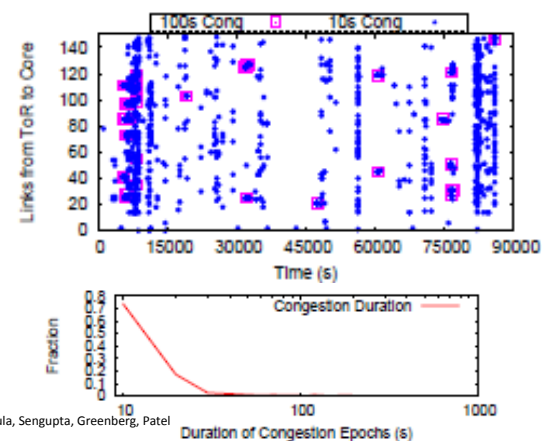 100s Cong 10s Cong
140
120
100
80
60
40
20
0
Links from ToR to Core
0 15000 30000 45000 60000 75000 90000
Time (s)
0.8
0.7
0.6
0.5
0.4
0.3
0.2
0.1
0
Fraction
Congestion Duration
10 100 1000
Duration of Congestion Epochs (s)
Sengupta, Greenberg, Patel